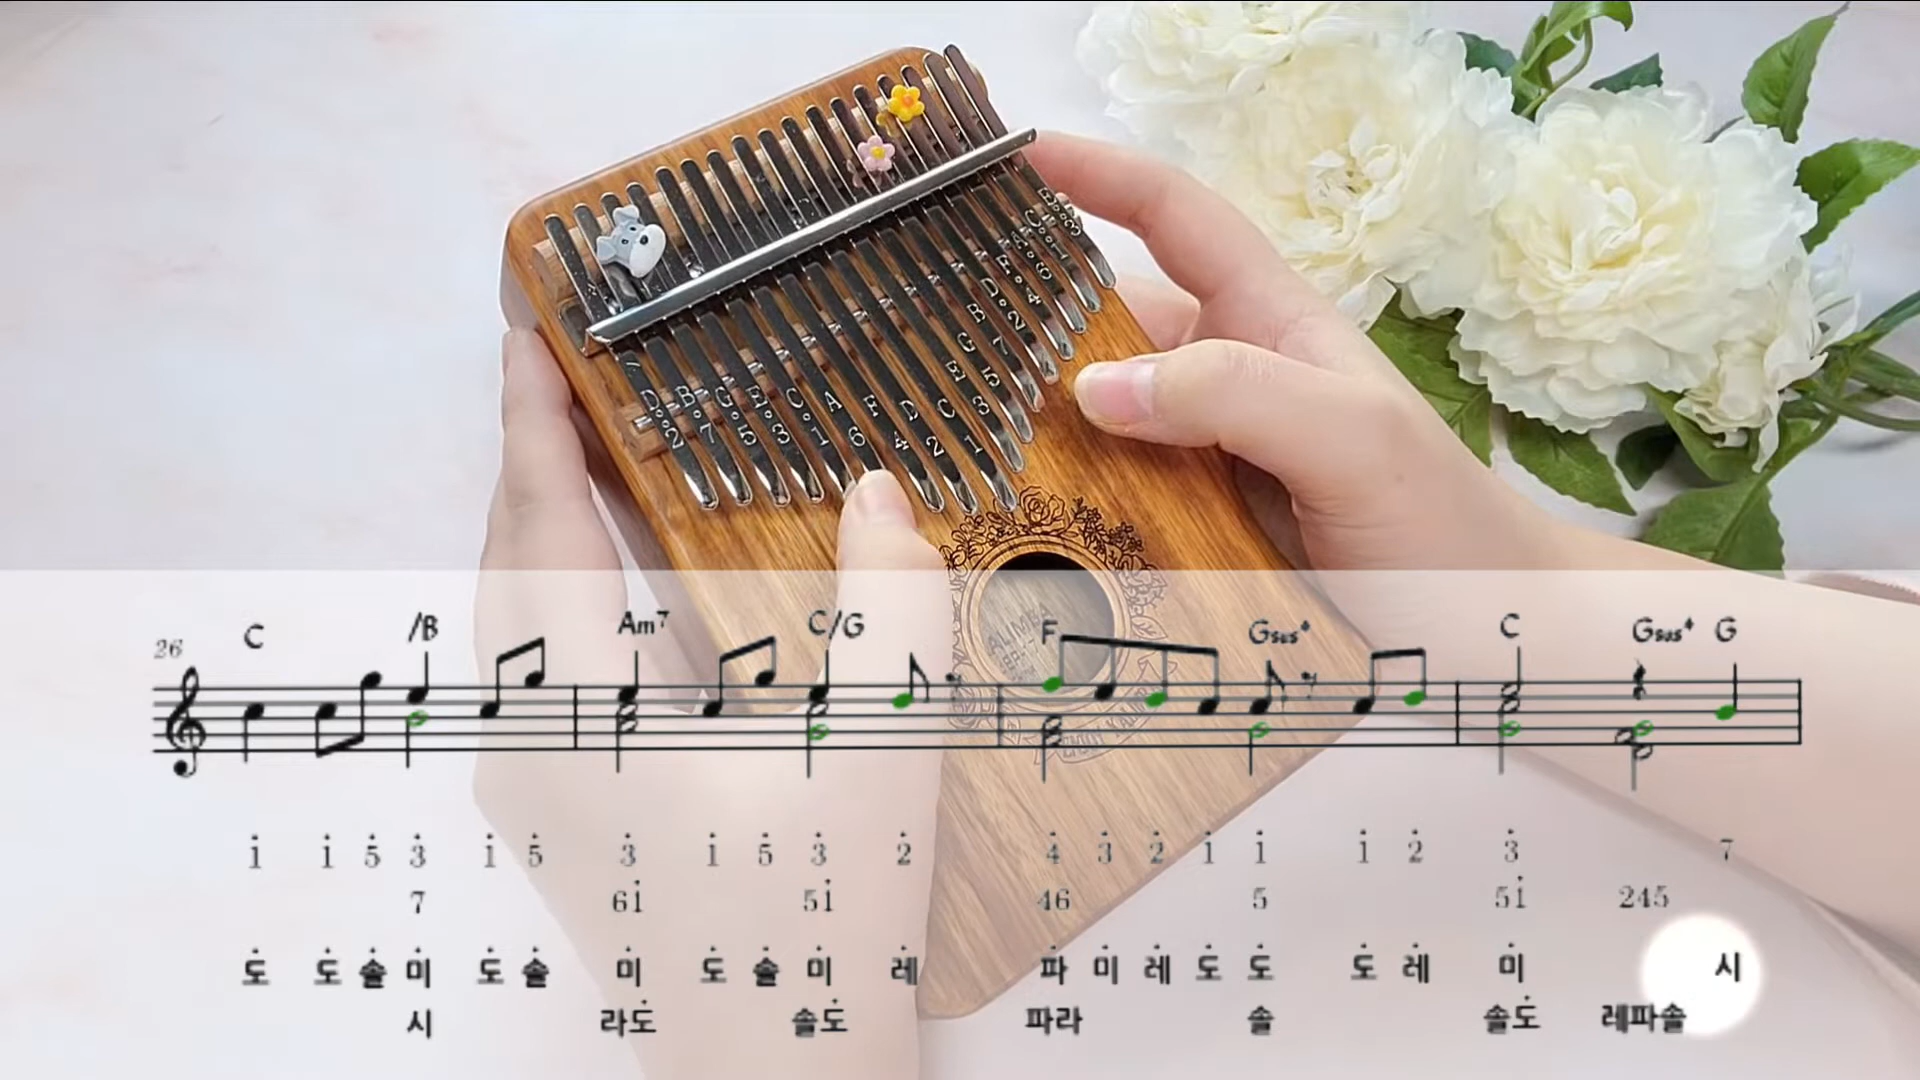 E
C 3
A 1
F 6
D 4
B 2
G 7
E 5
D B G E C A F D C 3
2 7 5 3 1 6 4 2 1
26 C /B Am7 C/G F Gsus4 C Gsus4 G
1̇ 1̇ 5̇ 3̇ 1̇ 5̇ 3̇ 1̇ 5̇ 3̇ 2̇ 4̇ 3̇ 2̇ 1̇ 1̇ 1̇ 2̇ 3̇ 7
7 61̇ 51̇ 46 5 51̇ 245
도 도 솔 미 도 솔 미 도 솔 미 레 파 미 레 도 도 도 레 미 시
시 라도 솔도 파라 솔 솔도 레파솔